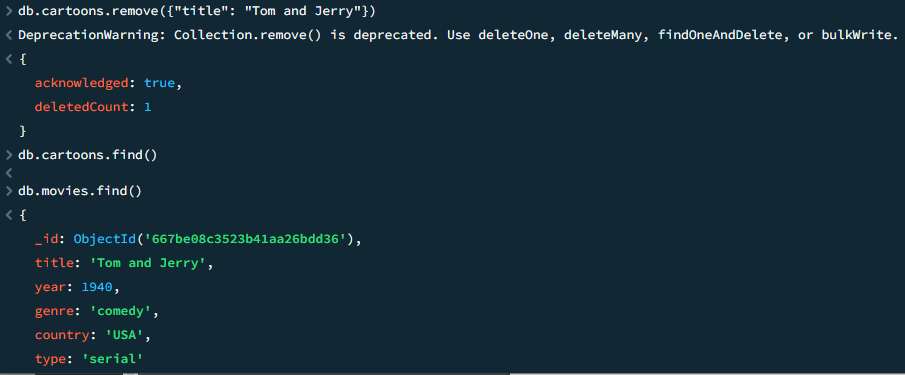 > db.cartoons.remove({"title": "Tom and Jerry"})
< DeprecationWarning: Collection.remove() is deprecated. Use deleteOne, deleteMany, findOneAndDelete, or bulkWrite.
< {
acknowledged: true,
deletedCount: 1
}
> db.cartoons.find()
<
> db.movies.find()
< {
_id: ObjectId('667be08c3523b41aa26bdd36'),
title: 'Tom and Jerry',
year: 1940,
genre: 'comedy',
country: 'USA',
type: 'serial'